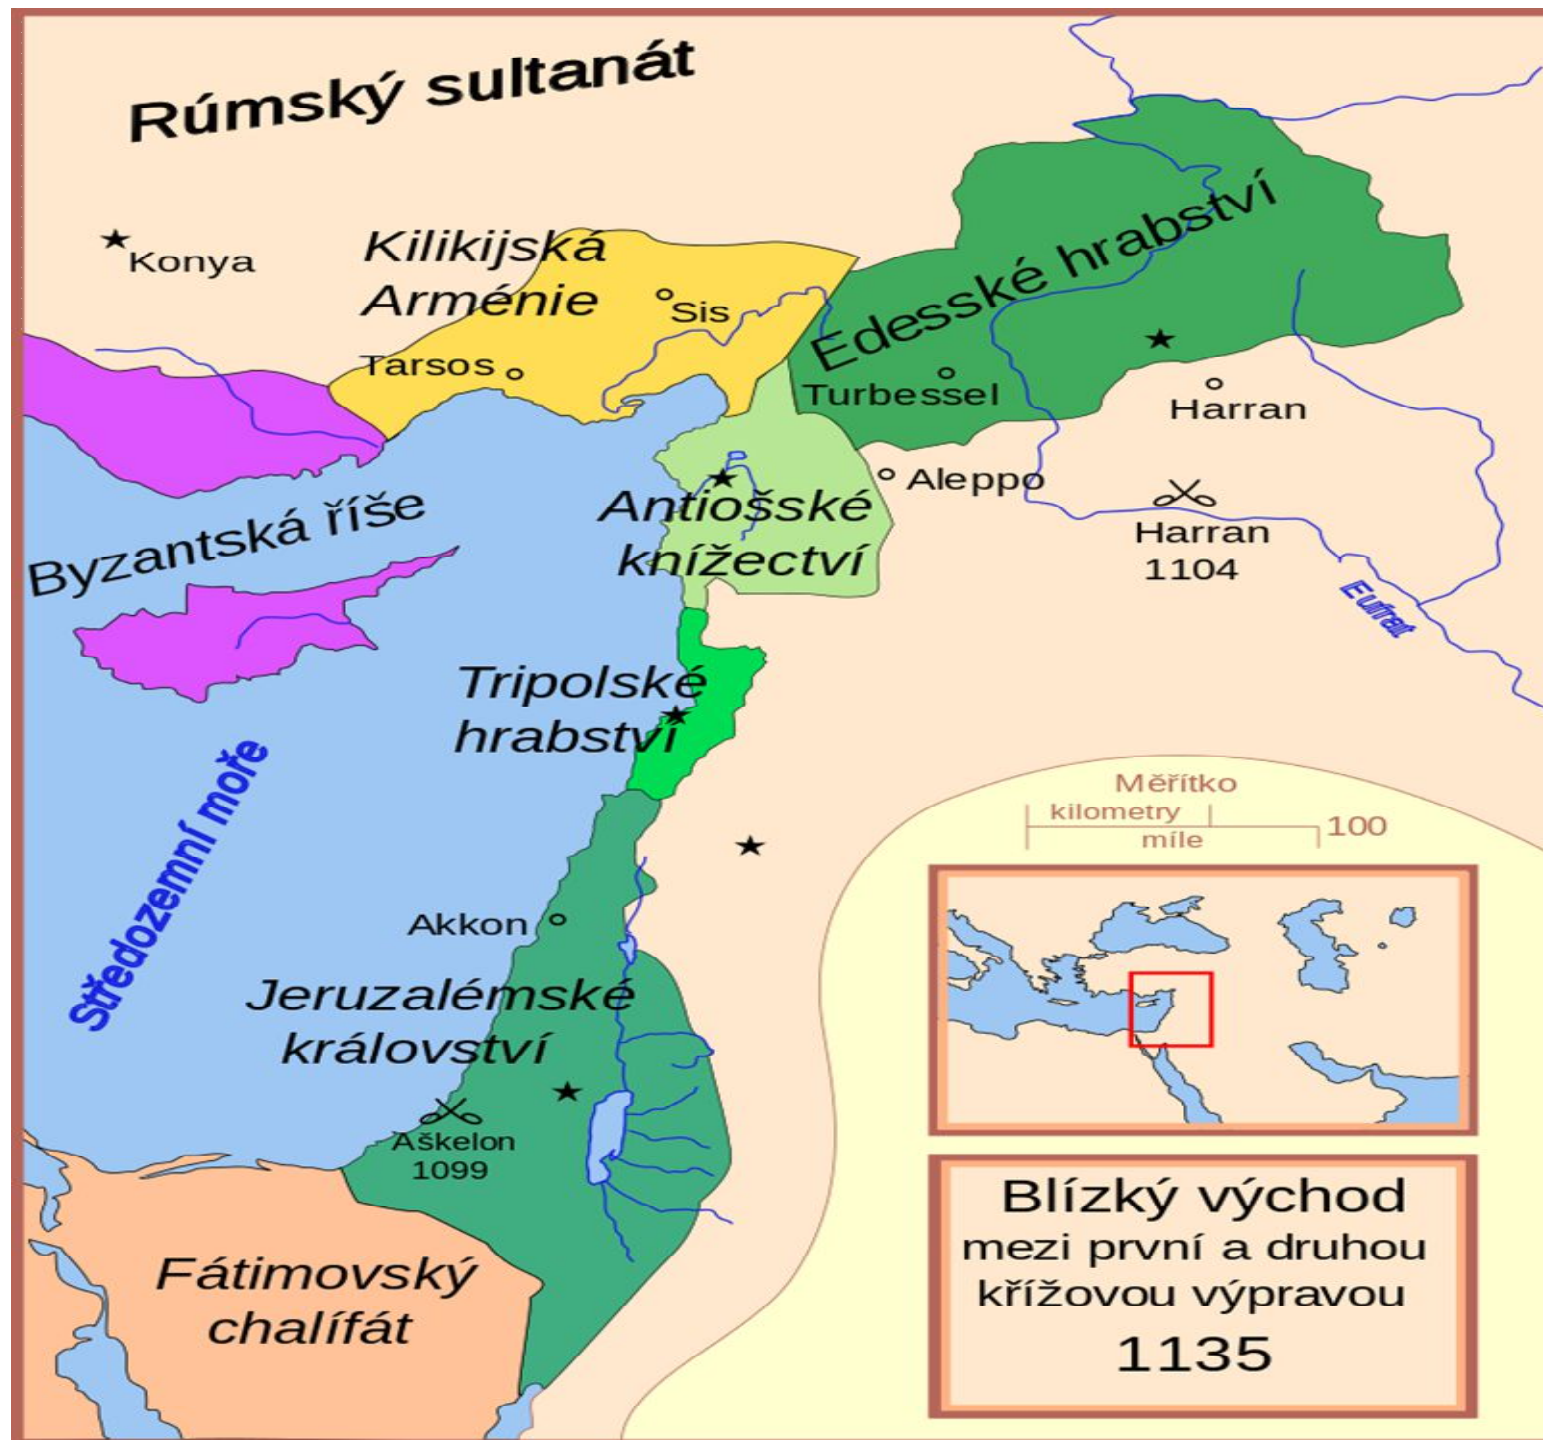 Rúmský sultanát
Konya
Kilikijská
Arménie
Sis
Tarsos
Edesské hrabství
Turbessel
Harran
Aleppo
Harran
1104
Eufrat
Antiošské
knížectví
Byzantská říše
Tripolské
hrabství
Středozemní moře
Akkon
Jeruzalémské
království
Aškelon
1099
Fátimovský
chalífát
Měřítko
kilometry
míle
100
Blízký východ
mezi první a druhou
křížovou výpravou
1135